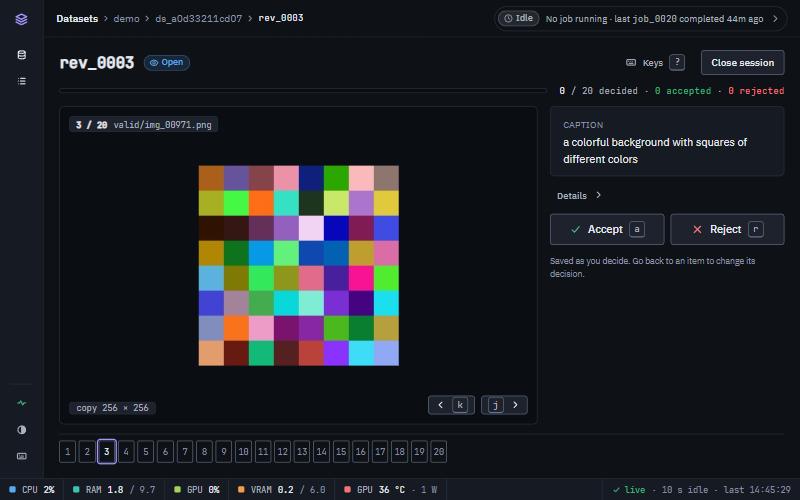 Datasets › demo › ds_a0d33211cd07 › rev_0003
Idle No job running · last job_0020 completed 44m ago
rev_0003 Open
Keys ? Close session
0 / 20 decided · 0 accepted · 0 rejected
3 / 20 valid/img_00971.png
CAPTION
a colorful background with squares of
different colors
Details
Accept a Reject r
Saved as you decide. Go back to an item to change its
decision.
copy 256 × 256
k j
1 2 3 4 5 6 7 8 9 10 11 12 13 14 15 16 17 18 19 20
CPU 2% RAM 1.8 / 9.7 GPU 0% VRAM 0.2 / 6.0 GPU 36 °C · 1 W live · 10 s idle · last 14:45:29